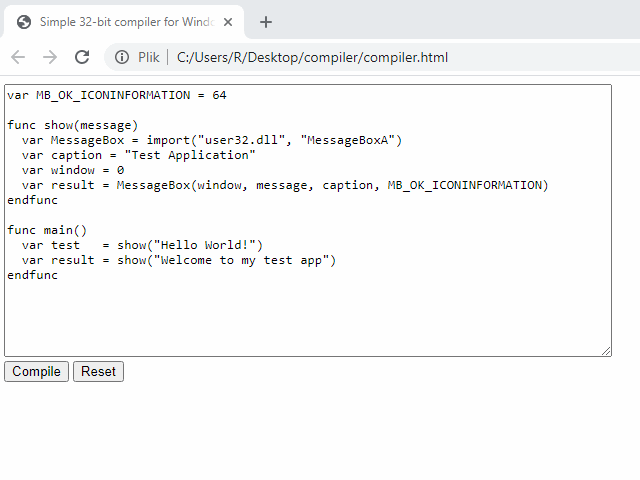 Simple 32-bit compiler for Windo
Plik | C:/Users/R/Desktop/compiler/compiler.html
var MB_OK_ICONINFORMATION = 64
func show(message)
  var MessageBox = import("user32.dll", "MessageBoxA")
  var caption = "Test Application"
  var window = 0
  var result = MessageBox(window, message, caption, MB_OK_ICONINFORMATION)
endfunc
func main()
  var test   = show("Hello World!")
  var result = show("Welcome to my test app")
endfunc
Compile Reset